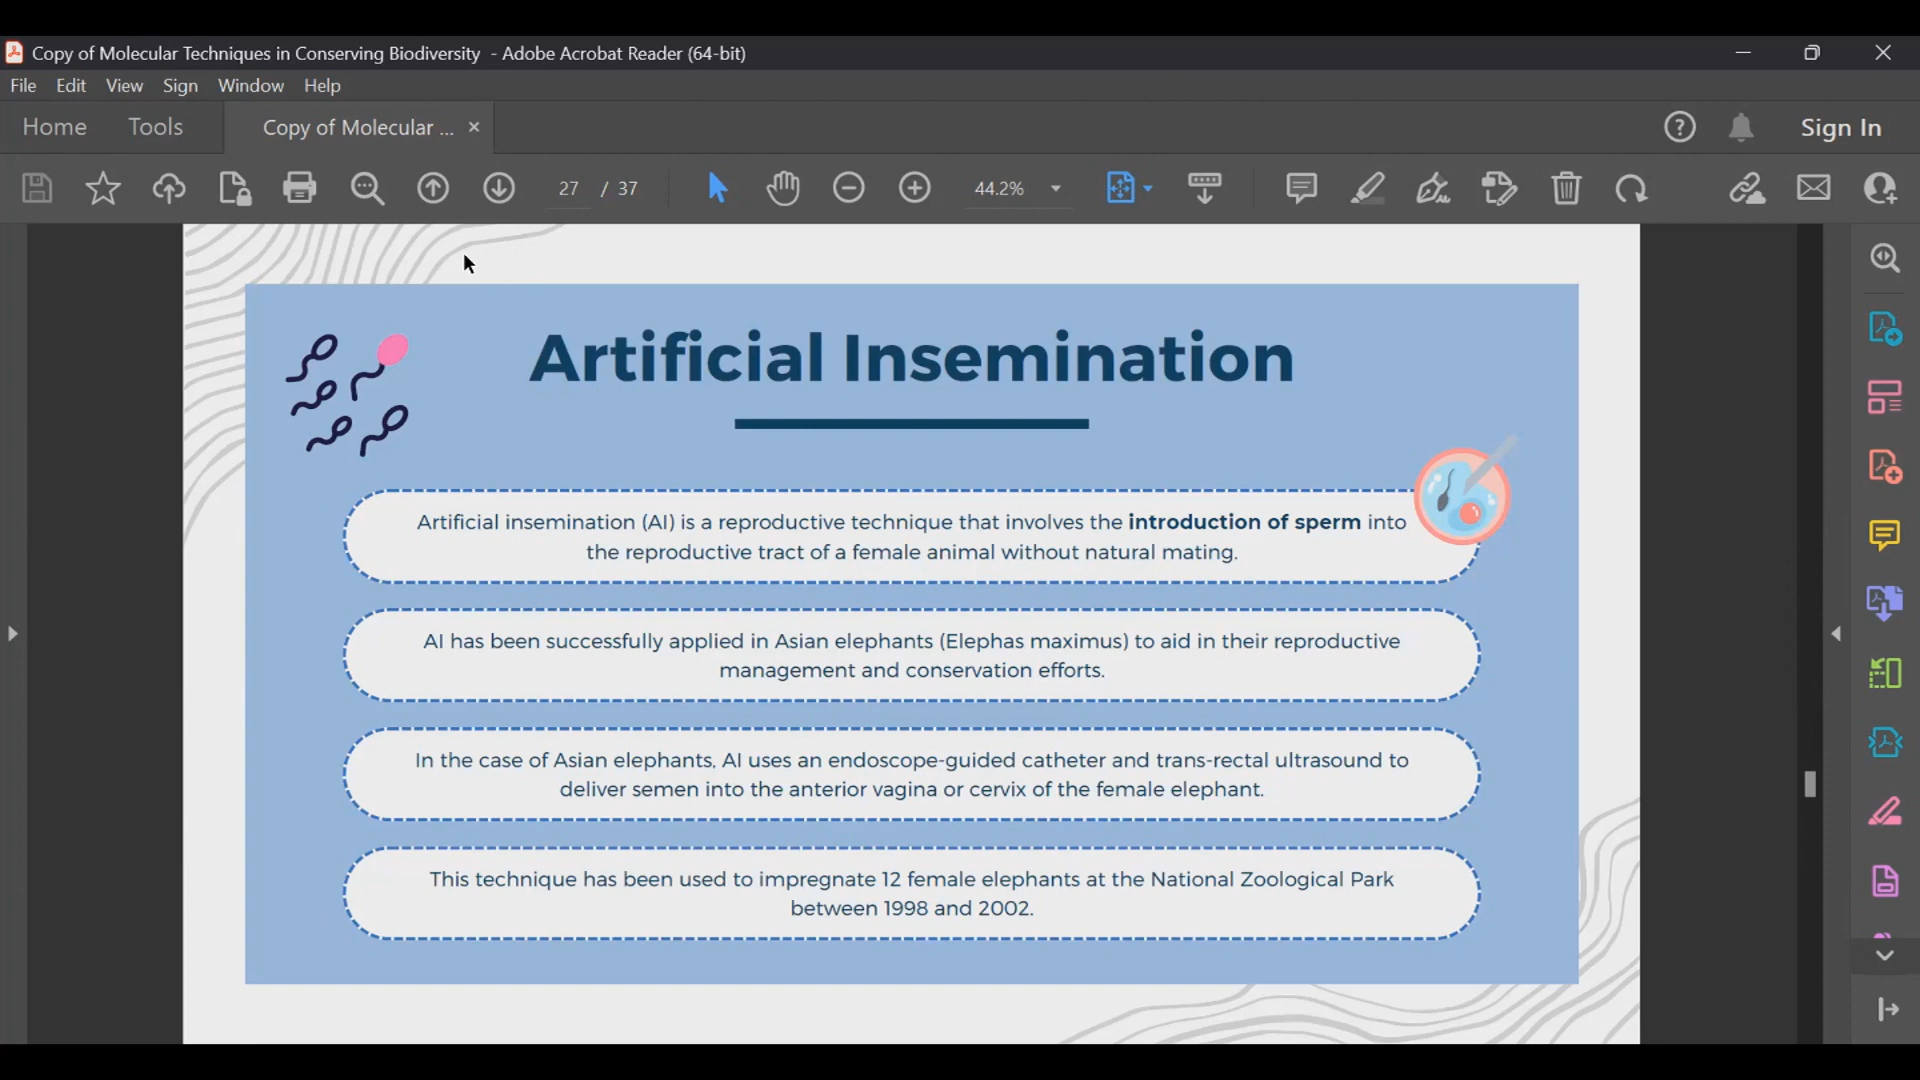 Copy of Molecular Techniques in Conserving Biodiversity - Adobe Acrobat Reader (64-bit)
File Edit View Sign Window Help
Home Tools Copy of Molecular ... Sign In
27 / 37 44.2%
Artificial Insemination
Artificial insemination (AI) is a reproductive technique that involves the introduction of sperm into
the reproductive tract of a female animal without natural mating.
AI has been successfully applied in Asian elephants (Elephas maximus) to aid in their reproductive
management and conservation efforts.
In the case of Asian elephants, AI uses an endoscope-guided catheter and trans-rectal ultrasound to
deliver semen into the anterior vagina or cervix of the female elephant.
This technique has been used to impregnate 12 female elephants at the National Zoological Park
between 1998 and 2002.